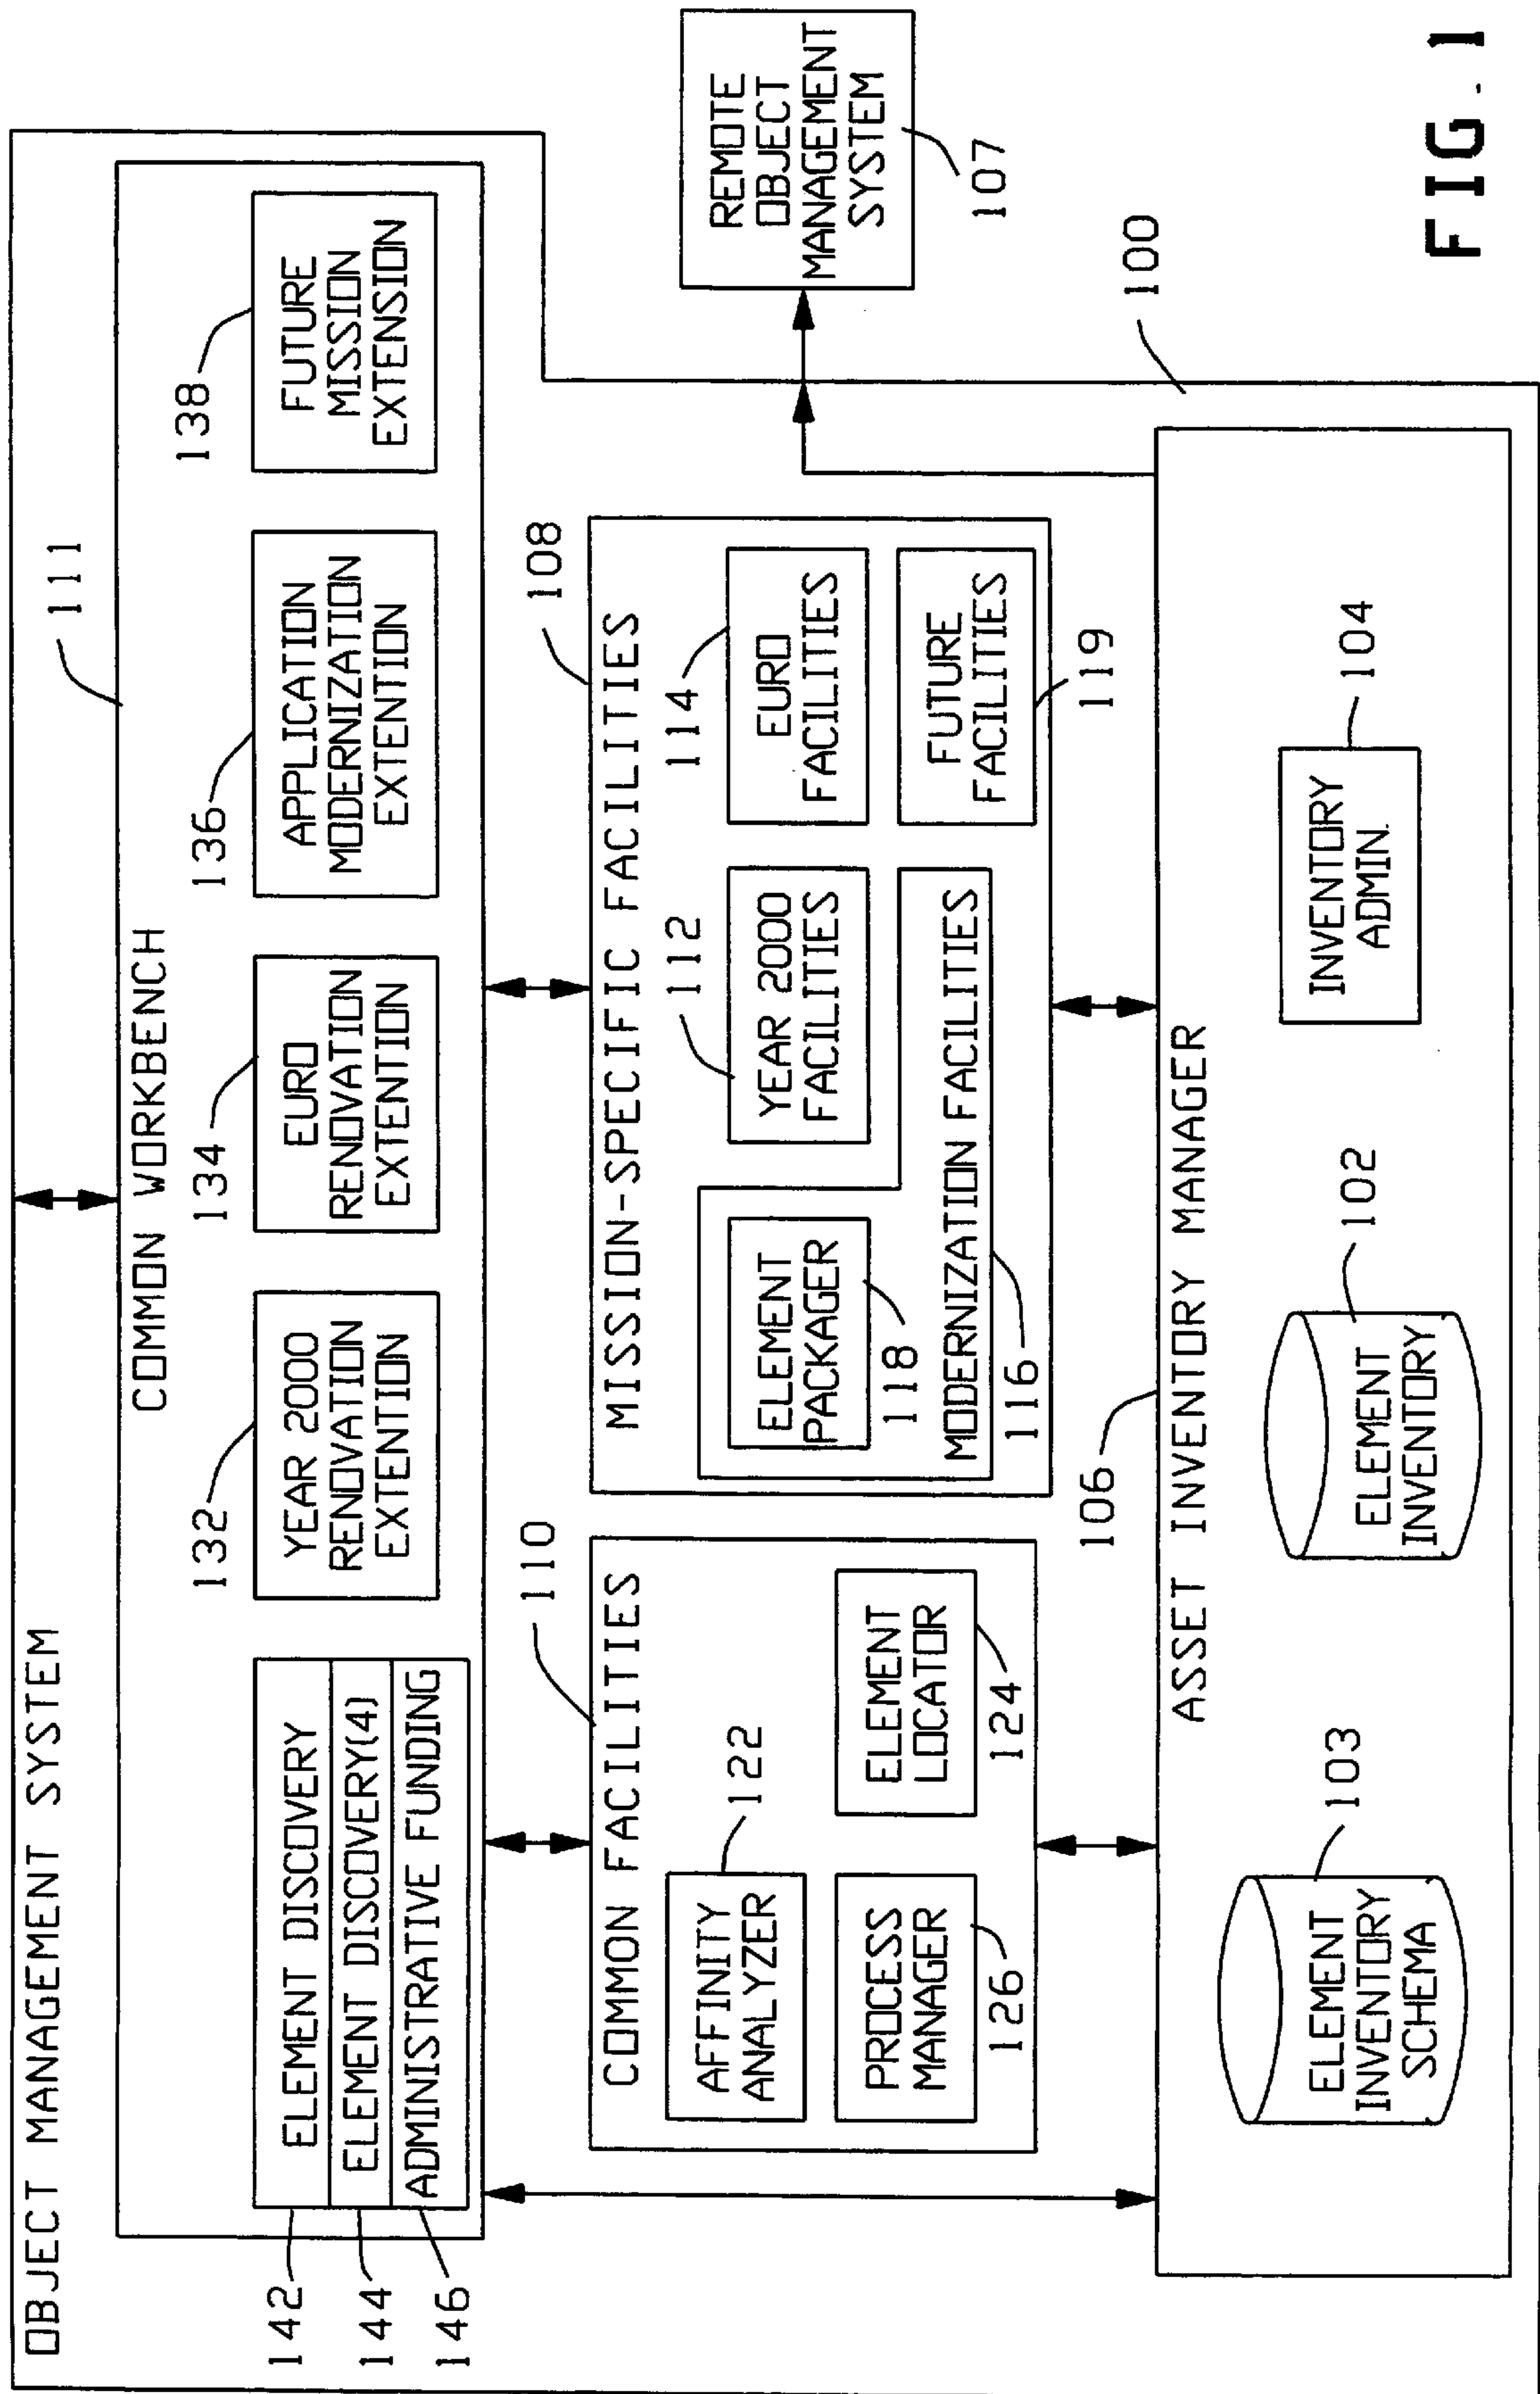 OBJECT MANAGEMENT SYSTEM
111
COMMON WORKBENCH
142
144
146
ELEMENT DISCOVERY
ELEMENT DISCOVERY(4)
ADMINISTRATIVE FUNDING
132
YEAR 2000
RENOVATION
EXTENTION
134
EURO
RENOVATION
EXTENTION
136
APPLICATION
MODERNIZATION
EXTENTION
138
FUTURE
MISSION
EXTENSION
110
COMMON FACILITIES
122
AFFINITY
ANALYZER
PROCESS
MANAGER
126
ELEMENT
LOCATOR
124
108
MISSION-SPECIFIC FACILITIES
ELEMENT
PACKAGER
118
MODERNIZATION FACILITIES
116
112
YEAR 2000
FACILITIES
114
EURO
FACILITIES
FUTURE
FACILITIES
119
REMOTE
OBJECT
MANAGEMENT
SYSTEM
107
100
106
ASSET INVENTORY MANAGER
103
ELEMENT
INVENTORY
SCHEMA
102
ELEMENT
INVENTORY
104
INVENTORY
ADMIN.
FIG. 1